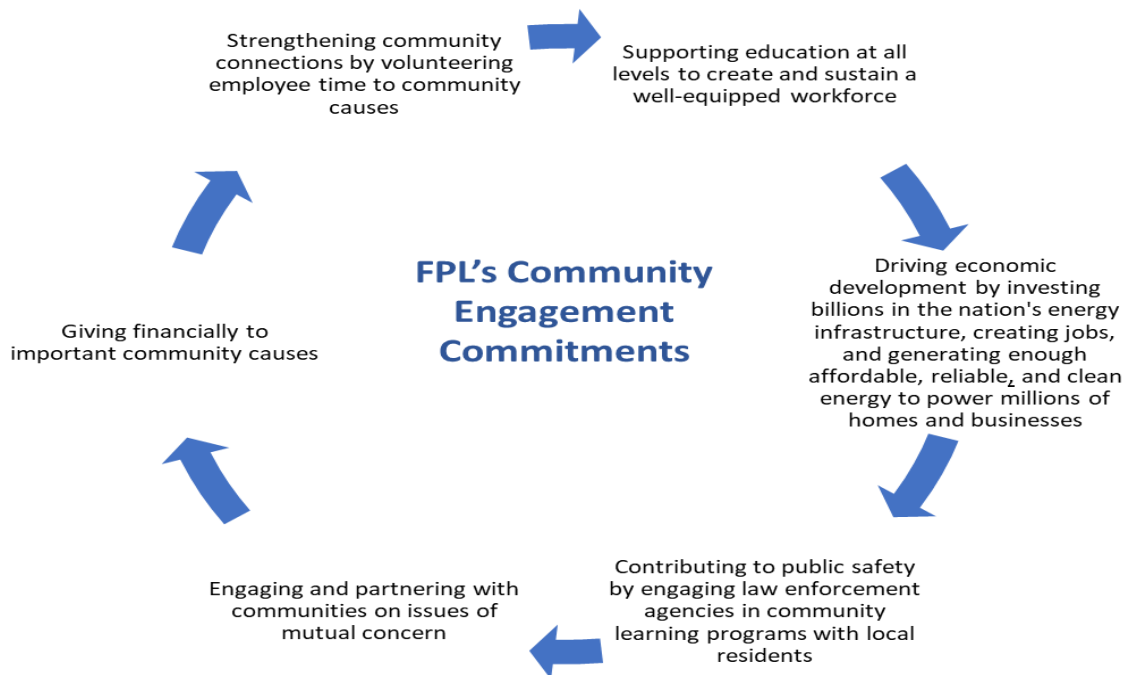 Strengthening community
connections by volunteering
employee time to community
causes
Supporting education at all
levels to create and sustain a
well-equipped workforce
FPL’s Community
Engagement
Commitments
Driving economic
development by investing
billions in the nation's energy
infrastructure, creating jobs,
and generating enough
affordable, reliable, and clean
energy to power millions of
homes and businesses
Giving financially to
important community causes
Engaging and partnering with
communities on issues of
mutual concern
Contributing to public safety
by engaging law enforcement
agencies in community
learning programs with local
residents